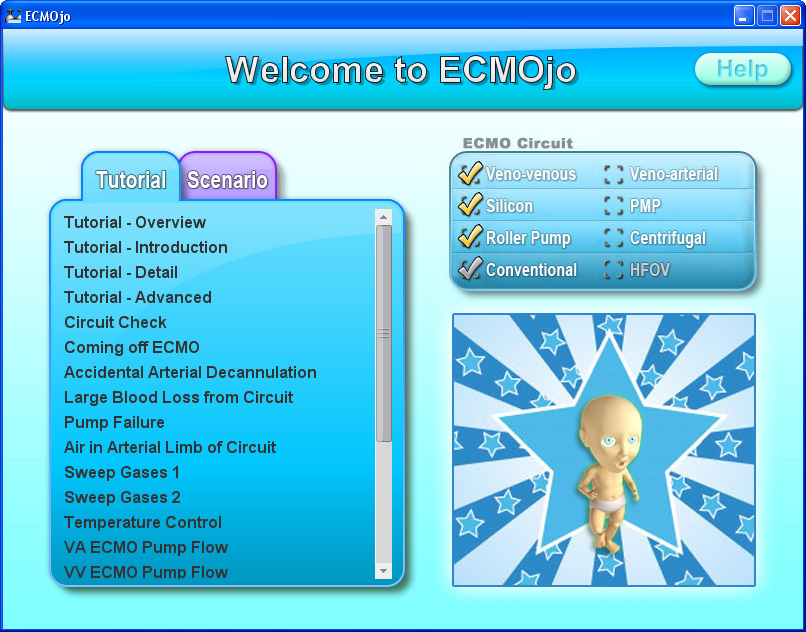 ECMOjo
Welcome to ECMOjo
Help
Tutorial
Scenario
Tutorial - Overview
Tutorial - Introduction
Tutorial - Detail
Tutorial - Advanced
Circuit Check
Coming off ECMO
Accidental Arterial Decannulation
Large Blood Loss from Circuit
Pump Failure
Air in Arterial Limb of Circuit
Sweep Gases 1
Sweep Gases 2
Temperature Control
VA ECMO Pump Flow
VV ECMO Pump Flow
ECMO Circuit
Veno-venous Veno-arterial
Silicon PMP
Roller Pump Centrifugal
Conventional HFOV